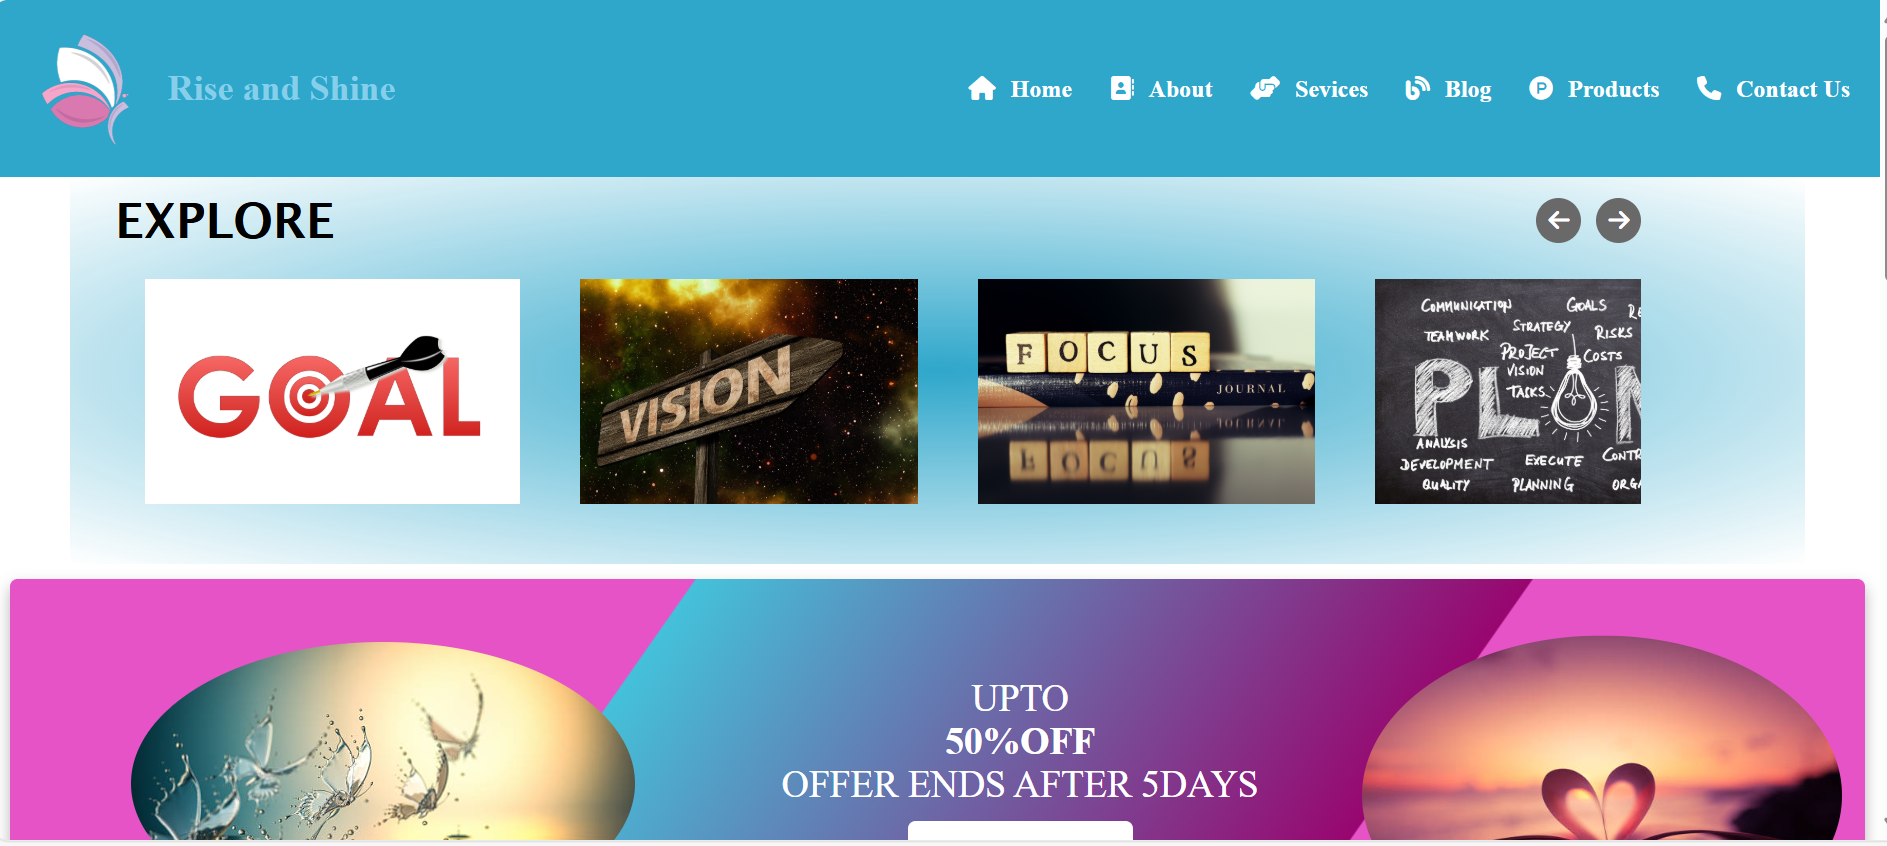 Rise and Shine
Home About Sevices Blog Products Contact Us
EXPLORE
GOAL
VISION
FOCUS
JOURNAL
COMMUNICATION GOALS
TEAMWORK STRATEGY RISKS
PROJECT COSTS
VISION
TASKS
PL
ANALYSIS
DEVELOPMENT EXECUTE
QUALITY PLANNING
UPTO
50%OFF
OFFER ENDS AFTER 5DAYS